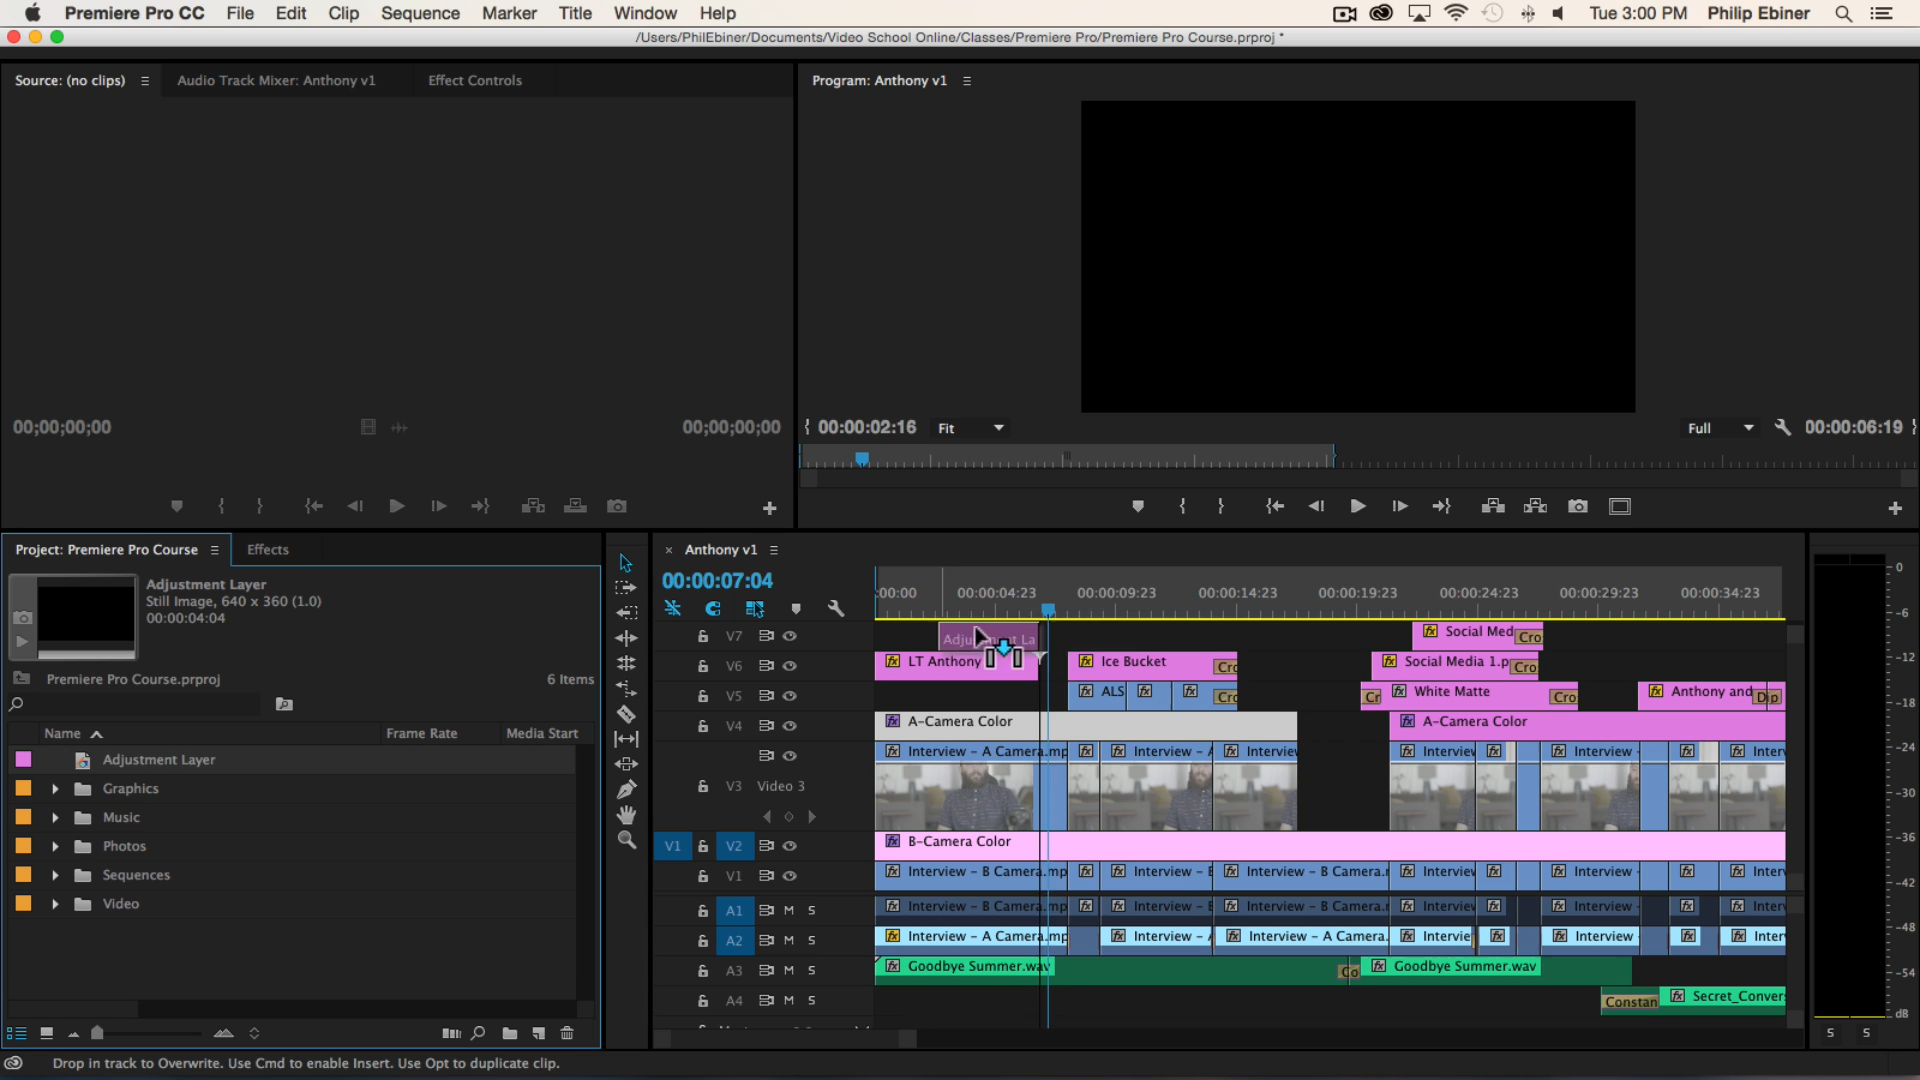 Premiere Pro CC File Edit Clip Sequence Marker Title Window Help Tue 3:00 PM Philip Ebiner
/Users/PhilEbiner/Documents/Video School Online/Classes/Premiere Pro/Premiere Pro Course.prproj *
Source: (no clips) Audio Track Mixer: Anthony v1 Effect Controls
Program: Anthony v1
00;00;00;00 00;00;00;00
00:00:02:16 Fit Full 00:00:06:19
Project: Premiere Pro Course Effects
Adjustment Layer
Still Image, 640 x 360 (1.0)
00:00:04:04
Premiere Pro Course.prproj 6 Items
Name Frame Rate Media Start
Adjustment Layer
Graphics
Music
Photos
Sequences
Video
Anthony v1
00:00:07:04
:00:00 00:00:04:23 00:00:09:23 00:00:14:23 00:00:19:23 00:00:24:23 00:00:29:23 00:00:34:23
V7 Social Med Cro
V6 LT Anthony Ice Bucket Cro Social Media 1.p Cro
V5 ALS Cro Cr White Matte Cro Anthony and Dip
V4 A-Camera Color A-Camera Color
Interview - A Camera.mp Interview - A Interview Interview Interview - Inter
V3 Video 3
V1 V2 B-Camera Color
V1 Interview - B Camera.mp Interview - B Interview - B Camera. Interview Interview - Inter
A1 M S Interview - B Camera.mp Interview - B Interview - B Camera. Interview Interview - Inter
A2 M S Interview - A Camera.mp Interview - A Interview - A Camera. Interview Interview Inter
A3 M S Goodbye Summer.wav Co Goodbye Summer.wav
A4 M S Constan Secret_Convers
0
-6
-12
-18
-24
-30
-36
-42
-48
-54
dB
S S
Drop in track to Overwrite. Use Cmd to enable Insert. Use Opt to duplicate clip.